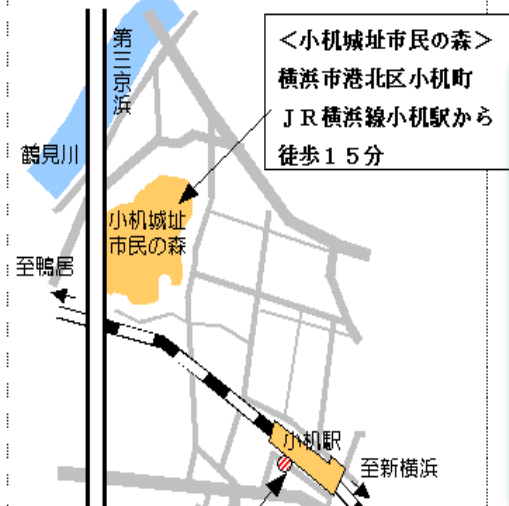 ＜小机城址市民の森＞
横浜市港北区小机町
ＪＲ横浜線小机駅から
徒歩１５分
第三京浜
鶴見川
小机城址
市民の森
至鴨居
小机駅
至新横浜